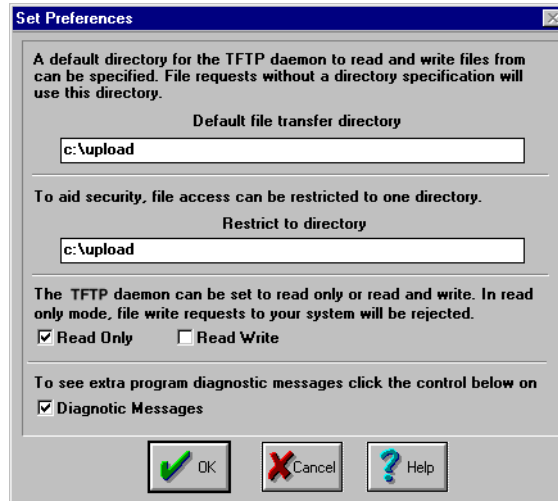 Set Preferences
A default directory for the TFTP daemon to read and write files from
can be specified. File requests without a directory specification will
use this directory.
Default file transfer directory
c:\upload
To aid security, file access can be restricted to one directory.
Restrict to directory
c:\upload
The TFTP daemon can be set to read only or read and write. In read
only mode, file write requests to your system will be rejected.
Read Only Read Write
To see extra program diagnostic messages click the control below on
Diagnotic Messages
OK Cancel Help